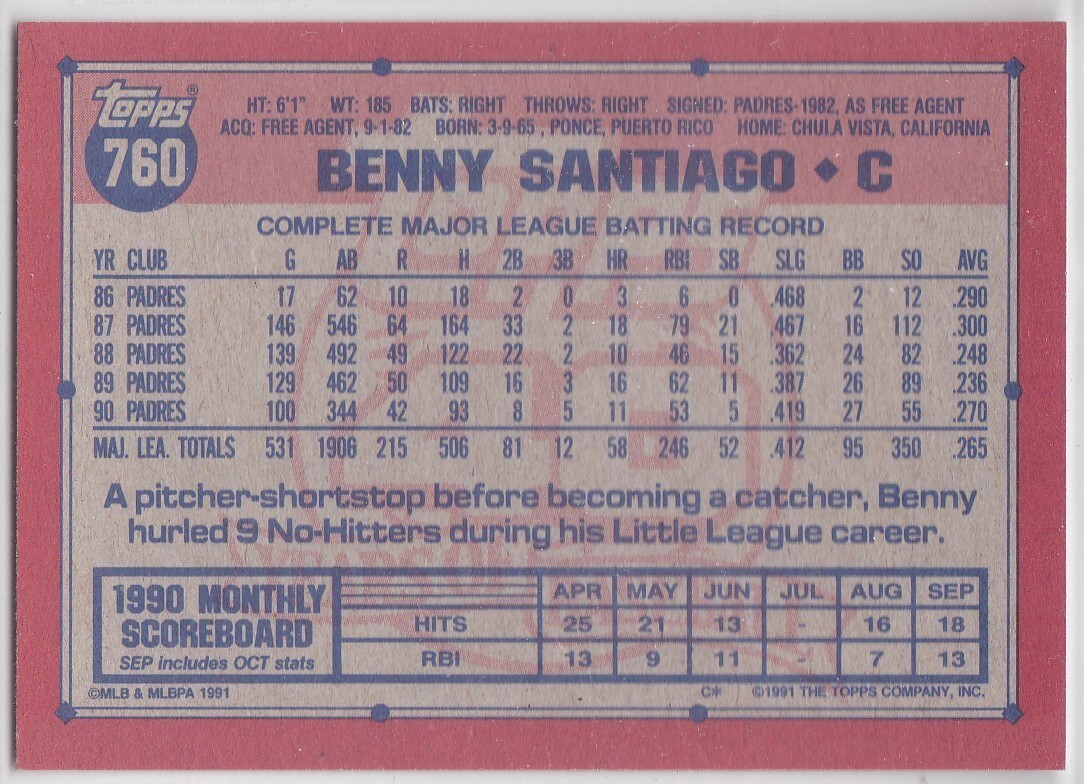 Topps®
760
HT: 6'1" WT: 185 BATS: RIGHT THROWS: RIGHT SIGNED: PADRES-1982, AS FREE AGENT
ACQ: FREE AGENT, 9-1-82 BORN: 3-9-65, PONCE, PUERTO RICO HOME: CHULA VISTA, CALIFORNIA
BENNY SANTIAGO ♦ C
COMPLETE MAJOR LEAGUE BATTING RECORD
YR CLUB G AB R H 2B 3B HR RBI SB SLG BB SO AVG
86 PADRES 17 62 10 18 2 0 3 6 0 .468 2 12 .290
87 PADRES 146 546 64 164 33 2 18 79 21 .467 16 112 .300
88 PADRES 139 492 49 122 22 2 10 46 15 .362 24 82 .248
89 PADRES 129 462 50 109 16 3 16 62 11 .387 26 89 .236
90 PADRES 100 344 42 93 8 5 11 53 5 .419 27 55 .270
MAJ. LEA. TOTALS 531 1906 215 506 81 12 58 246 52 .412 95 350 .265
A pitcher-shortstop before becoming a catcher, Benny
hurled 9 No-Hitters during his Little League career.
1990 MONTHLY
SCOREBOARD
SEP includes OCT stats
APR MAY JUN JUL AUG SEP
HITS 25 21 13 - 16 18
RBI 13 9 11 - 7 13
©MLB & MLBPA 1991 C* ©1991 THE TOPPS COMPANY, INC.